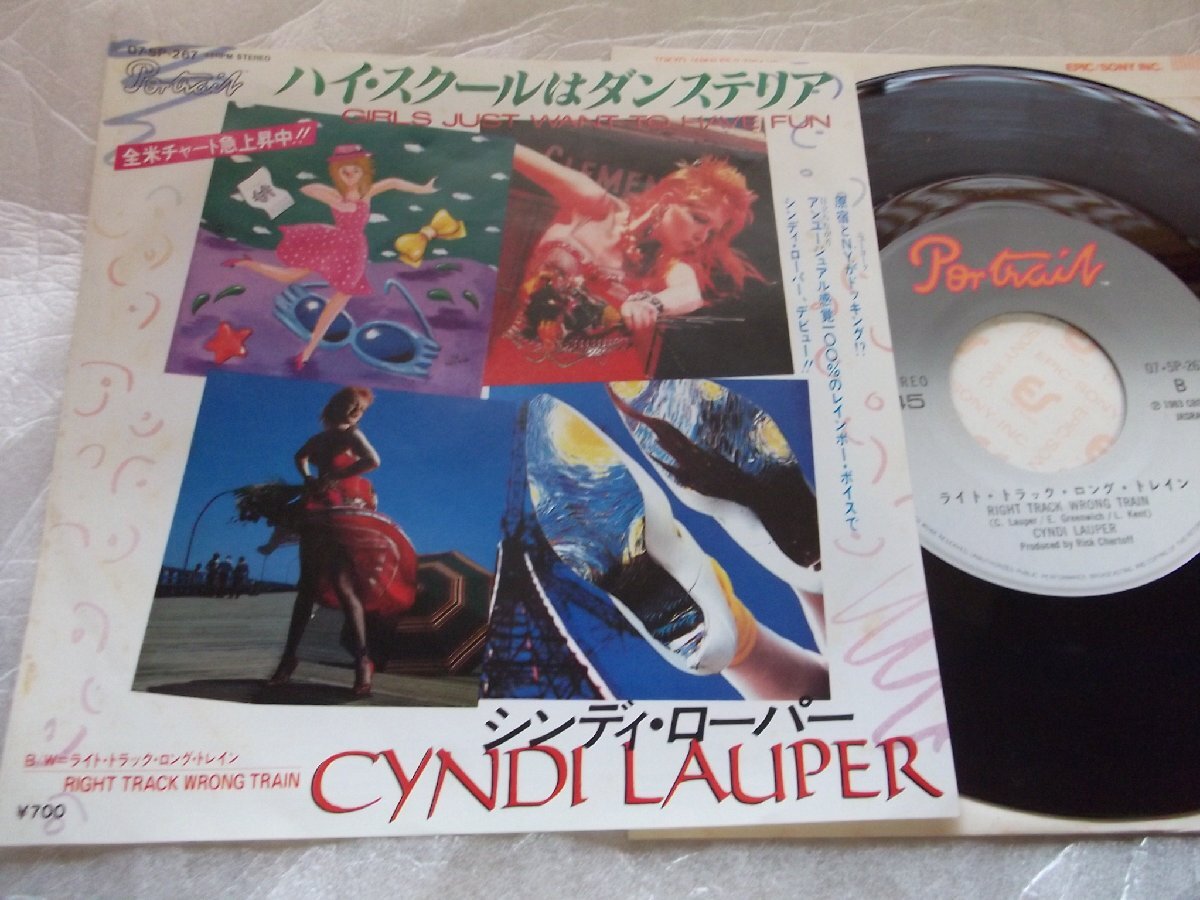 07・5P-267 STEREO
Portrait
ハイ・スクールはダンステリア
GIRLS JUST WANT TO HAVE FUN
全米チャート急上昇中!!
CLEMEN
原宿とNYがドッキング!?
アンユージュアル感覚100%のレインボー・ボイスで、
シンディ・ローパー、デビュー!!
シンディ・ローパー
CYNDI LAUPER
B.W=ライト・トラック・ロング・トレイン
RIGHT TRACK WRONG TRAIN
¥700
EPIC/SONY INC.
Portrait
07・5P-26
B
EREO
45
ライト・トラック・ロング・トレイン
RIGHT TRACK WRONG TRAIN
(C. Lauper/E. Greenwich/L. Kent)
CYNDI LAUPER
Produced by Rick Chertoff